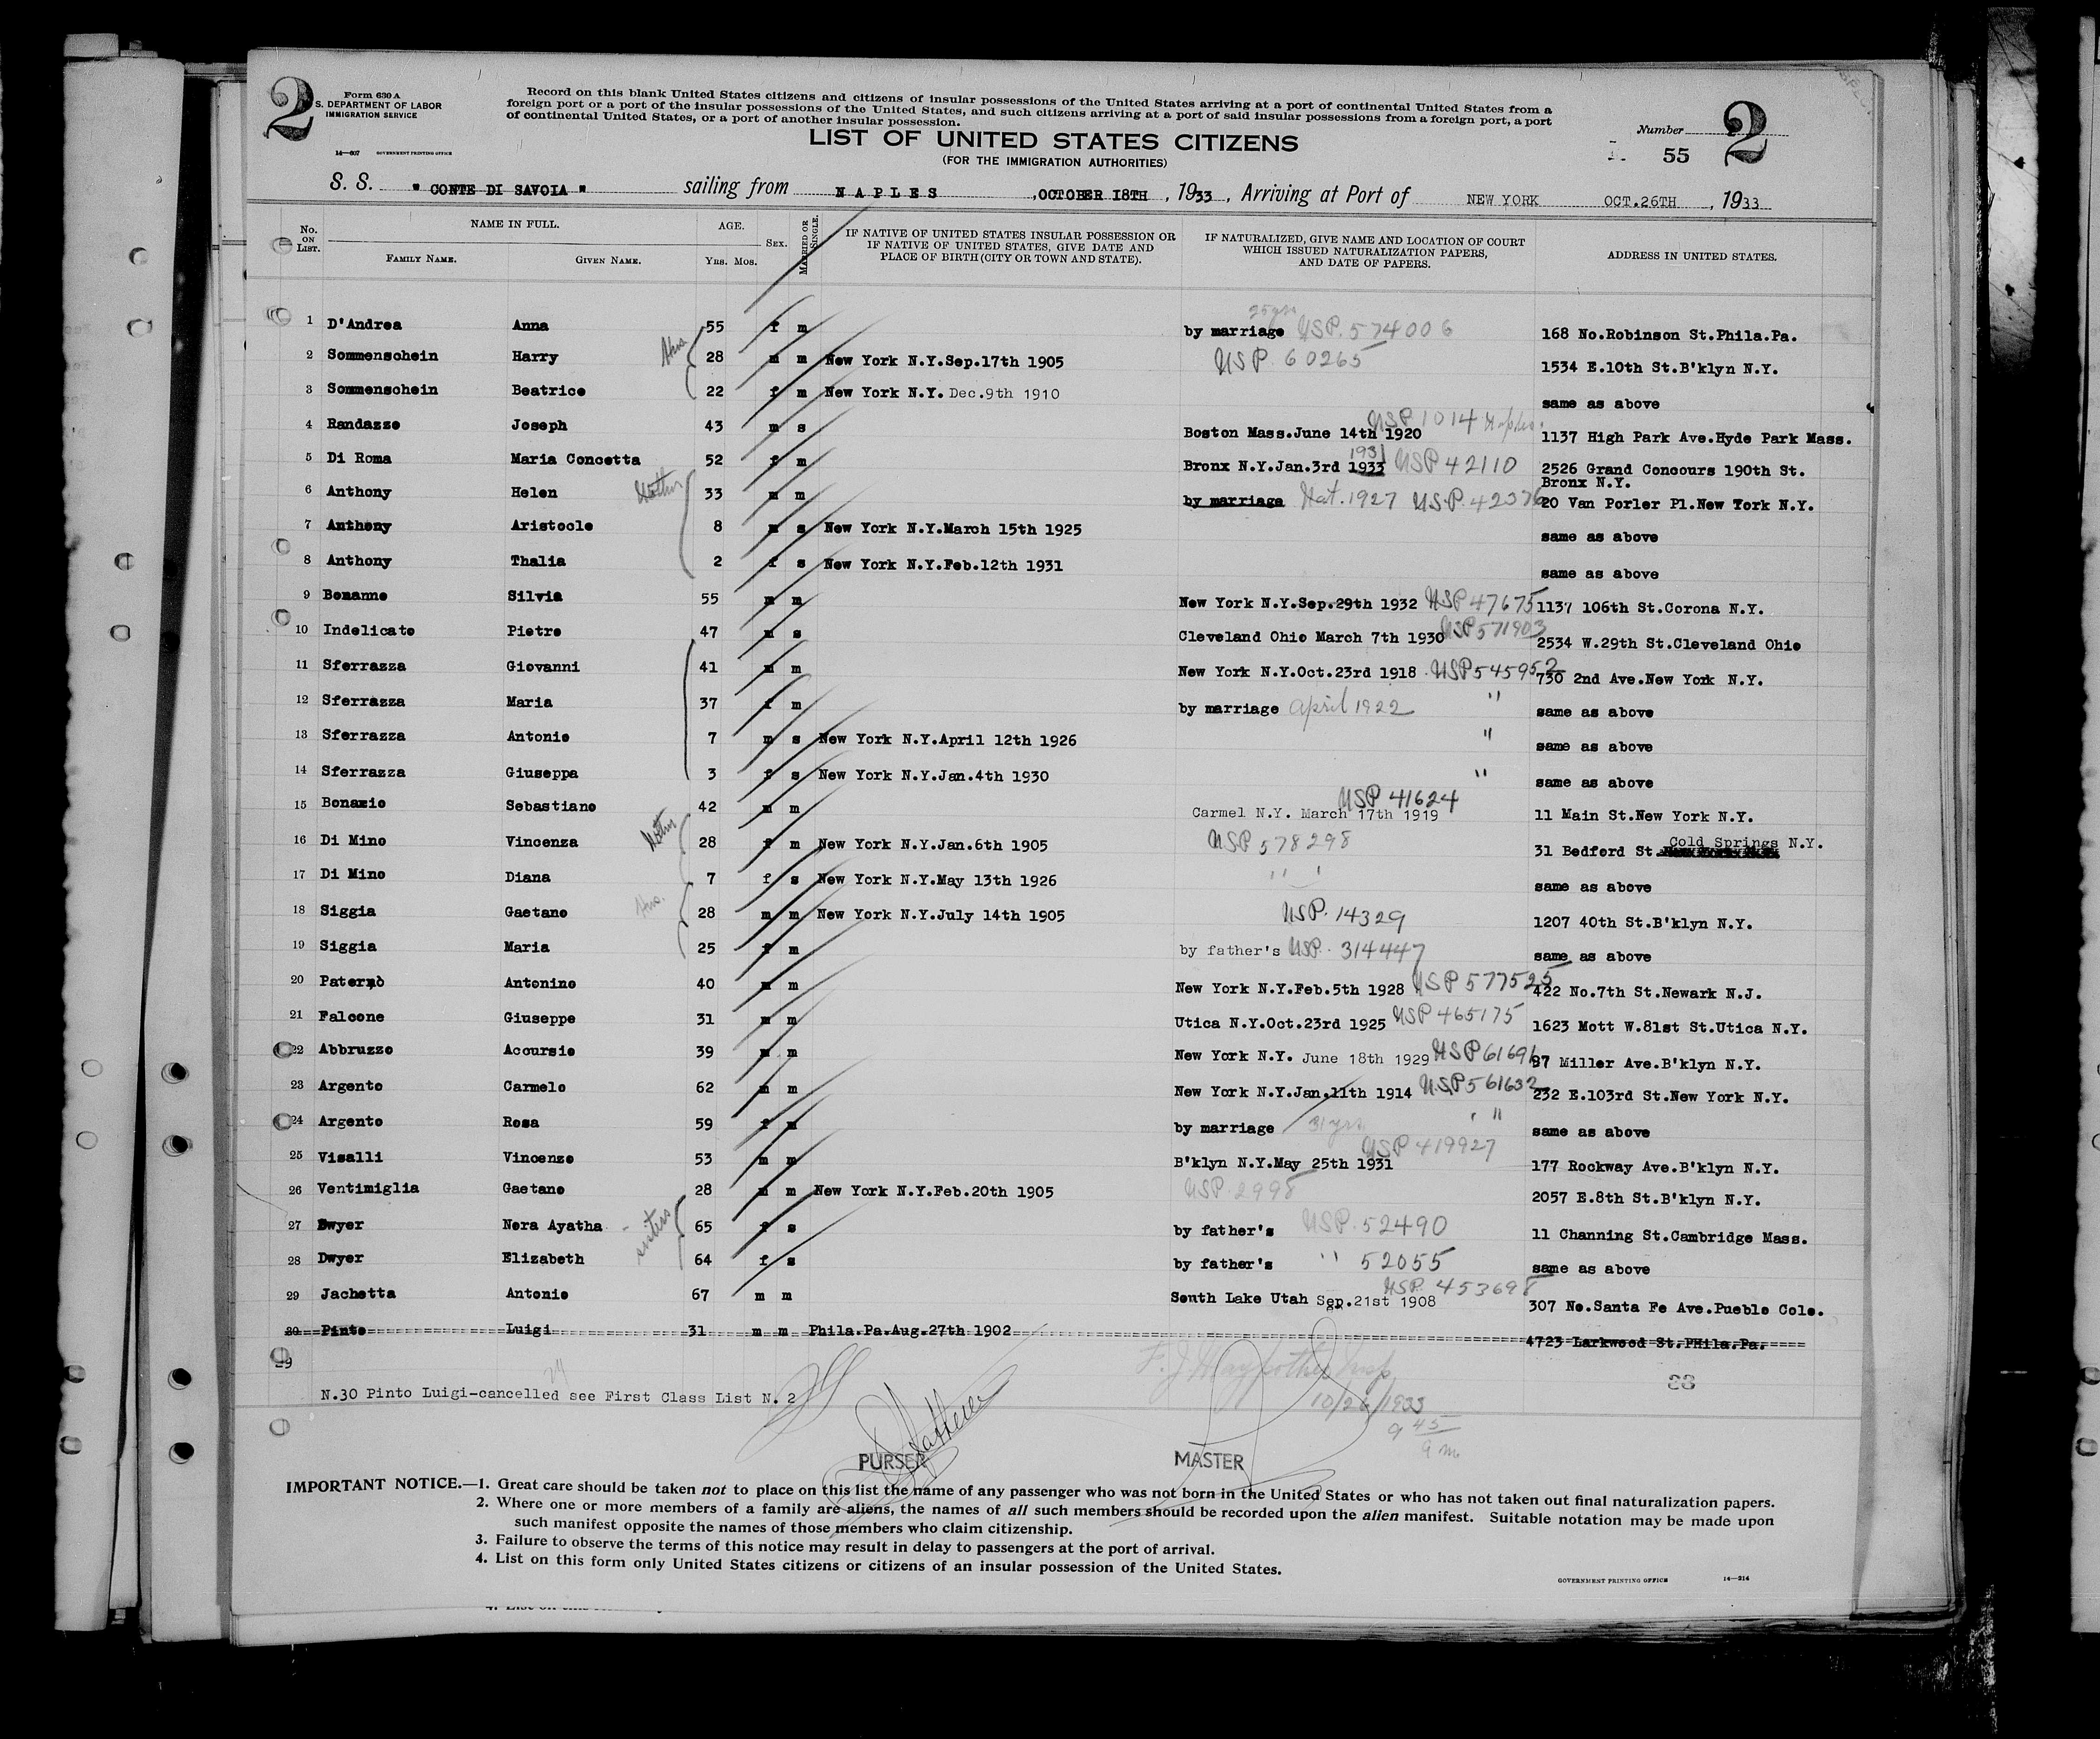 2
Form 630 A
S. DEPARTMENT OF LABOR
IMMIGRATION SERVICE
14—607 GOVERNMENT PRINTING OFFICE
Record on this blank United States citizens and citizens of insular possessions of the United States arriving at a port of continental United States from a
foreign port or a port of the insular possessions of the United States, and such citizens arriving at a port of said insular possessions from a foreign port, a port
of continental United States, or a port of another insular possession.
LIST OF UNITED STATES CITIZENS
(FOR THE IMMIGRATION AUTHORITIES)
Number 2
55
S. S. " CONTE DI SAVOIA " sailing from NAPLES ,OCTOBER 18TH , 1933 , Arriving at Port of NEW YORK OCT.26TH , 1933
No. ON LIST. NAME IN FULL. FAMILY NAME. GIVEN NAME. AGE. Yrs. Mos. SEX. MARRIED OR SINGLE. IF NATIVE OF UNITED STATES INSULAR POSSESSION OR IF NATIVE OF UNITED STATES, GIVE DATE AND PLACE OF BIRTH (CITY OR TOWN AND STATE). IF NATURALIZED, GIVE NAME AND LOCATION OF COURT WHICH ISSUED NATURALIZATION PAPERS, AND DATE OF PAPERS. ADDRESS IN UNITED STATES.
25 yrs
1 D'Andrea Anna 55 f m by marriage USP. 574006 168 No.Robinson St.Phila.Pa.
2 Sommenschein Harry 28 m m New York N.Y.Sep.17th 1905 USP 60265 1534 E.10th St.B'klyn N.Y.
3 Sommenschein Beatrice 22 f m New York N.Y. Dec.9th 1910 same as above
4 Randazzo Joseph 43 m s Boston Mass.June 14th 1920 USP 1014 Naples. 1137 High Park Ave.Hyde Park Mass.
5 Di Roma Maria Concetta 52 f m Bronx N.Y.Jan.3rd 1933 1931 USP 42110 2526 Grand Concours 190th St.
Bronx N.Y.
6 Anthony Helen Mother 33 m m by marriage Nat. 1927 USP. 42376 20 Van Porler Pl.New York N.Y.
7 Anthony Aristocle 8 m s New York N.Y.March 15th 1925 same as above
8 Anthony Thalia 2 f s New York N.Y.Feb.12th 1931 same as above
9 Bonanno Silvia 55 m m New York N.Y.Sep.29th 1932 USP 47675 1137 106th St.Corona N.Y.
10 Indelicato Pietro 47 m s Cleveland Ohio March 7th 1930 USP 571903 2534 W.29th St.Cleveland Ohio
11 Sferrazza Giovanni 41 m m New York N.Y.Oct.23rd 1918 USP 545952 730 2nd Ave.New York N.Y.
12 Sferrazza Maria 37 f m by marriage April 1922 " same as above
13 Sferrazza Antonio 7 m s New York N.Y.April 12th 1926 " same as above
14 Sferrazza Giuseppa 3 f s New York N.Y.Jan.4th 1930 " same as above
15 Bonazio Sebastiano 42 m m Carmel N.Y. March 17th 1919 USP 41624 11 Main St.New York N.Y.
16 Di Mino Vincenza Mother 28 f m New York N.Y.Jan.6th 1905 USP 578298 31 Bedford St. Cold Springs N.Y.
17 Di Mino Diana 7 f s New York N.Y.May 13th 1926 " " same as above
18 Siggia Gaetano 28 m m New York N.Y.July 14th 1905 USP. 14329 1207 40th St.B'klyn N.Y.
19 Siggia Maria 25 f m by father's USP. 314447 same as above
20 Paternò Antonino 40 m m New York N.Y.Feb.5th 1928 USP 577525 422 No.7th St.Newark N.J.
21 Falcone Giuseppe 31 m m Utica N.Y.Oct.23rd 1925 USP 465175 1623 Mott W.81st St.Utica N.Y.
22 Abbruzzo Accursio 39 m m New York N.Y. June 18th 1929 USP 61691 87 Miller Ave.B'klyn N.Y.
23 Argento Carmelo 62 m m New York N.Y.Jan.11th 1914 USP 561632 232 E.103rd St.New York N.Y.
24 Argento Rosa 59 f m by marriage 31 yrs " same as above
25 Visalli Vincenzo 53 m m B'klyn N.Y.May 25th 1931 USP 419927 177 Rockway Ave.B'klyn N.Y.
26 Ventimiglia Gaetano 28 m m New York N.Y.Feb.20th 1905 USP. 2998 2057 E.8th St.B'klyn N.Y.
27 Dwyer Nora Ayatha sisters 65 f s by father's USP. 52490 11 Channing St.Cambridge Mass.
28 Dwyer Elizabeth 64 f s by father's " 52055 same as above
29 Jachetta Antonio 67 m m South Lake Utah Sep.21st 1908 USP. 453698 307 No.Santa Fe Ave.Pueblo Colo.
30 Pinto Luigi 31 m m Phila.Pa.Aug.27th 1902 4723 Larkwood St.PHila.Pa.
29
N.30 Pinto Luigi-cancelled see First Class List N. 2
10/26/1933
9 45
a m
PURSER MASTER
IMPORTANT NOTICE.—1. Great care should be taken not to place on this list the name of any passenger who was not born in the United States or who has not taken out final naturalization papers.
2. Where one or more members of a family are aliens, the names of all such members should be recorded upon the alien manifest. Suitable notation may be made upon
such manifest opposite the names of those members who claim citizenship.
3. Failure to observe the terms of this notice may result in delay to passengers at the port of arrival.
4. List on this form only United States citizens or citizens of an insular possession of the United States.
GOVERNMENT PRINTING OFFICE 14—214